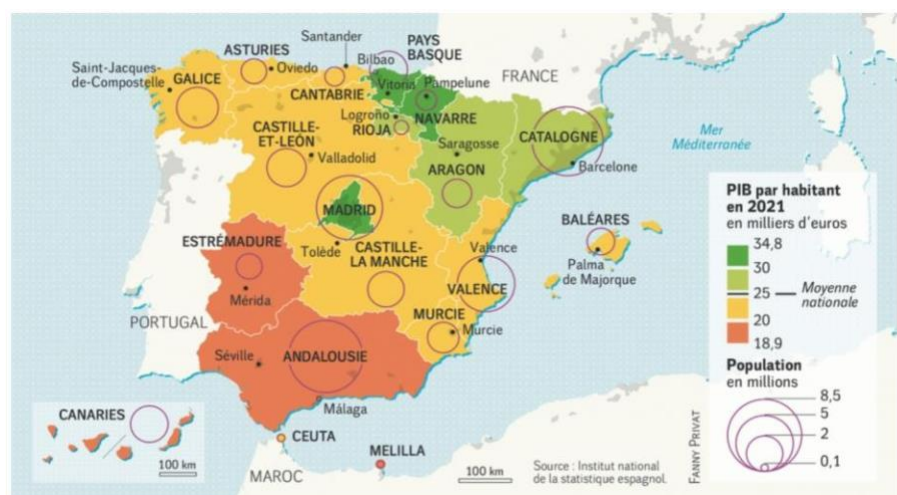 Santander
ASTURIES
Bilbao
PAYS
BASQUE
Saint-Jacques-
de-Compostelle
GALICE
Oviedo
CANTABRIE
Vitoria
Pampelune
FRANCE
Logroño
RIOJA
NAVARRE
CASTILLE-
ET-LEÓN
Valladolid
Saragosse
ARAGON
CATALOGNE
Barcelone
Mer
Méditerranée
MADRID
ESTRÉMADURE
Tolède
CASTILLE-
LA MANCHE
Valence
VALENCE
BALÉARES
Palma
de Majorque
Mérida
PORTUGAL
MURCIE
Murcie
Séville
ANDALOUSIE
Málaga
CANARIES
100 km
CEUTA
MELILLA
MAROC
100 km
Source : Institut national
de la statistique espagnol.
PIB par habitant
en 2021
en milliers d'euros
34,8
30
25
Moyenne
nationale
20
18,9
Population
en millions
8,5
5
2
0,1
FANNY PRIVAT